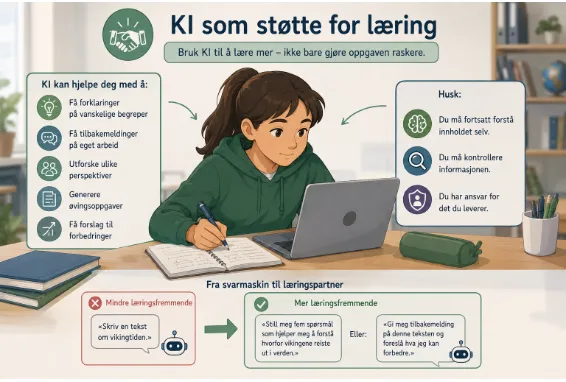 KI som støtte for læring
Bruk KI til å lære mer – ikke bare gjøre oppgaven raskere.
KI kan hjelpe deg med å:
Få forklaringer
på vanskelige begreper
Få tilbakemeldinger
på eget arbeid
Utforske ulike
perspektiver
Generere
øvingsoppgaver
Få forslag til
forbedringer
Husk:
Du må fortsatt forstå
innholdet selv.
Du må kontrollere
informasjonen.
Du har ansvar for
det du leverer.
Fra svarmaskin til læringspartner
Mindre læringsfremmende
«Skriv en tekst
om vikingtiden.»
Mer læringsfremmende
«Still meg fem spørsmål
som hjelper meg å forstå
hvorfor vikingene reiste
ut i verden.»
Eller:
«Gi meg tilbakemelding
på denne teksten og
foreslå hva jeg kan
forbedre.»